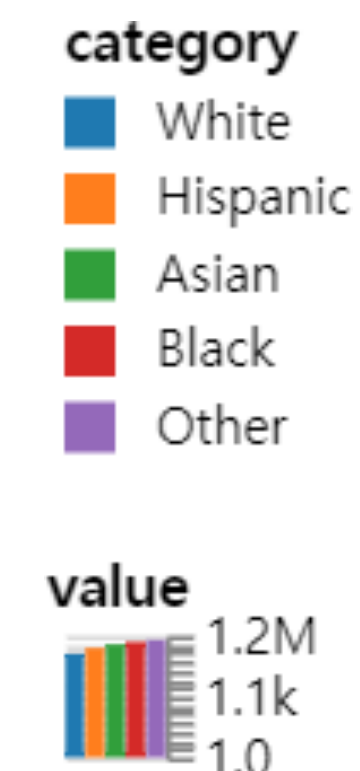 category
White
Hispanic
Asian
Black
Other
value
1.2M
1.1k
1.0